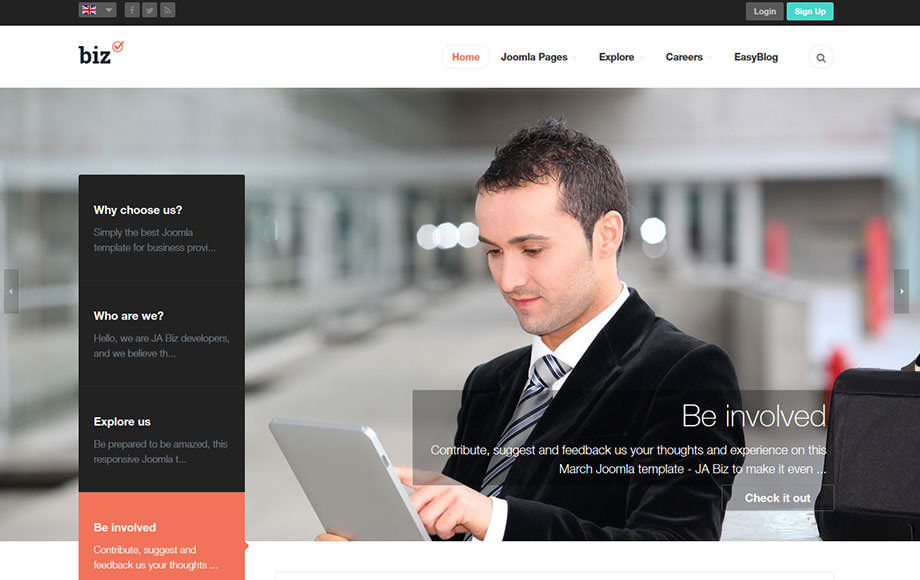 Login
Sign Up
biz
Home
Joomla Pages
Explore
Careers
EasyBlog
Why choose us?
Simply the best Joomla
template for business provi...
Who are we?
Hello, we are JA Biz developers,
and we believe th...
Explore us
Be prepared to be amazed, this
responsive Joomla t...
Be involved
Contribute, suggest and
feedback us your thoughts ...
Be involved
Contribute, suggest and feedback us your thoughts and experience on this
March Joomla template - JA Biz to make it even ...
Check it out